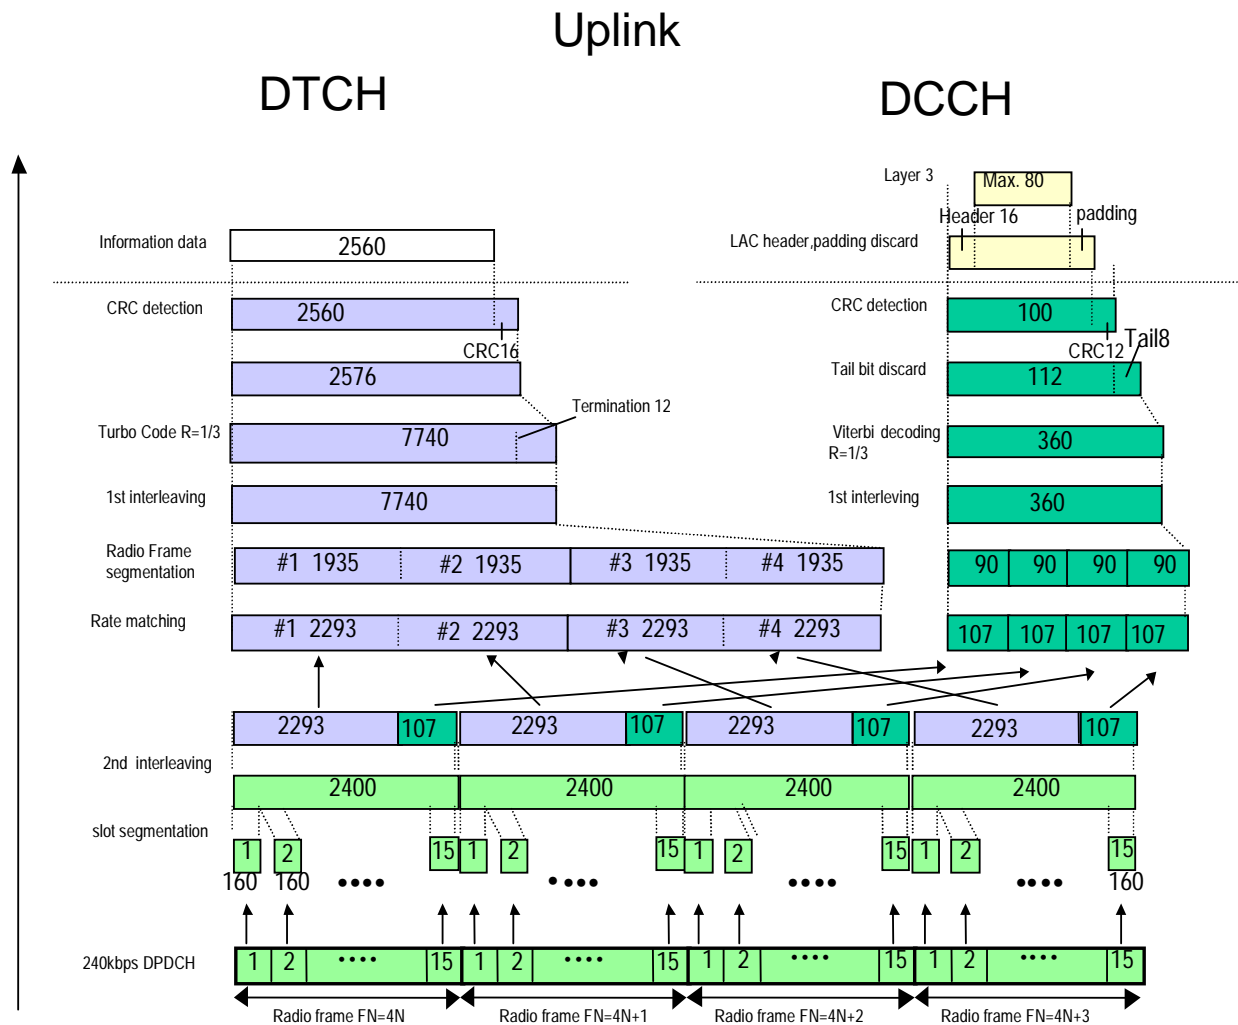 Uplink
DTCH
DCCH
Layer 3
Max. 80
Header 16
padding
Information data
2560
LAC header,padding discard
CRC detection
2560
CRC16
CRC detection
100
CRC12
Tail8
2576
Tail bit discard
112
Termination 12
Turbo Code R=1/3
7740
Viterbi decoding
R=1/3
360
1st interleaving
7740
1st interleving
360
Radio Frame
segmentation
#1 1935
#2 1935
#3 1935
#4 1935
90
90
90
90
Rate matching
#1 2293
#2 2293
#3 2293
#4 2293
107
107
107
107
2293
107
2293
107
2293
107
2293
107
2nd interleaving
2400
2400
2400
2400
slot segmentation
1
2
15
1
2
15
1
2
15
1
2
15
160
160
••••
••••
••••
••••
160
240kbps DPDCH
1
2
••••
15
1
2
••••
15
1
2
••••
15
1
2
••••
15
Radio frame FN=4N
Radio frame FN=4N+1
Radio frame FN=4N+2
Radio frame FN=4N+3